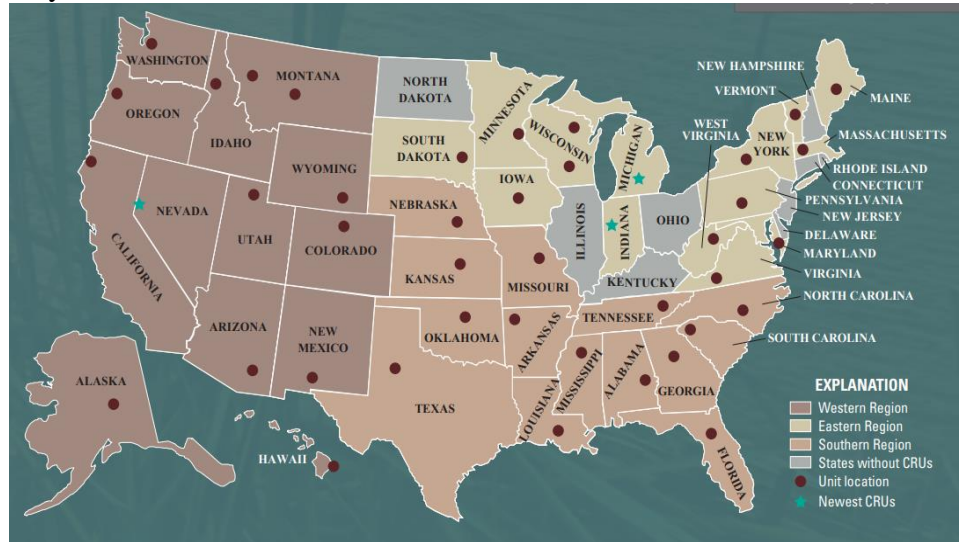 WASHINGTON
OREGON
IDAHO
MONTANA
WYOMING
NEVADA
CALIFORNIA
UTAH
COLORADO
ARIZONA
NEW
MEXICO
ALASKA
HAWAII
NORTH
DAKOTA
SOUTH
DAKOTA
NEBRASKA
KANSAS
OKLAHOMA
TEXAS
MINNESOTA
IOWA
WISCONSIN
MICHIGAN
ILLINOIS
INDIANA
OHIO
KENTUCKY
MISSOURI
ARKANSAS
LOUISIANA
TENNESSEE
MISSISSIPPI
ALABAMA
GEORGIA
FLORIDA
WEST
VIRGINIA
NEW
YORK
NEW HAMPSHIRE
VERMONT
MAINE
MASSACHUSETTS
RHODE ISLAND
CONNECTICUT
PENNSYLVANIA
NEW JERSEY
DELAWARE
MARYLAND
VIRGINIA
NORTH CAROLINA
SOUTH CAROLINA
EXPLANATION
Western Region
Eastern Region
Southern Region
States without CRUs
Unit location
Newest CRUs